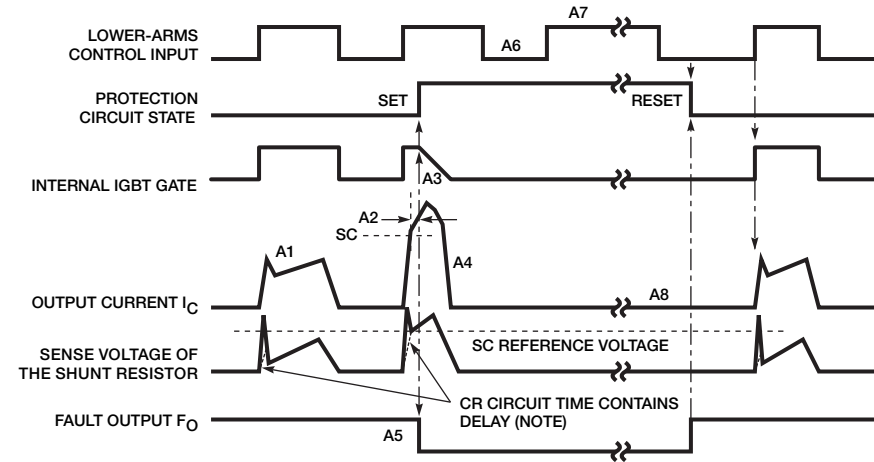 A7
LOWER-ARMS
CONTROL INPUT
A6
PROTECTION
CIRCUIT STATE
SET
RESET
INTERNAL IGBT GATE
A3
A2
SC
A1
A4
OUTPUT CURRENT IC
A8
SC REFERENCE VOLTAGE
SENSE VOLTAGE OF
THE SHUNT RESISTOR
CR CIRCUIT TIME CONTAINS
DELAY (NOTE)
FAULT OUTPUT FO
A5